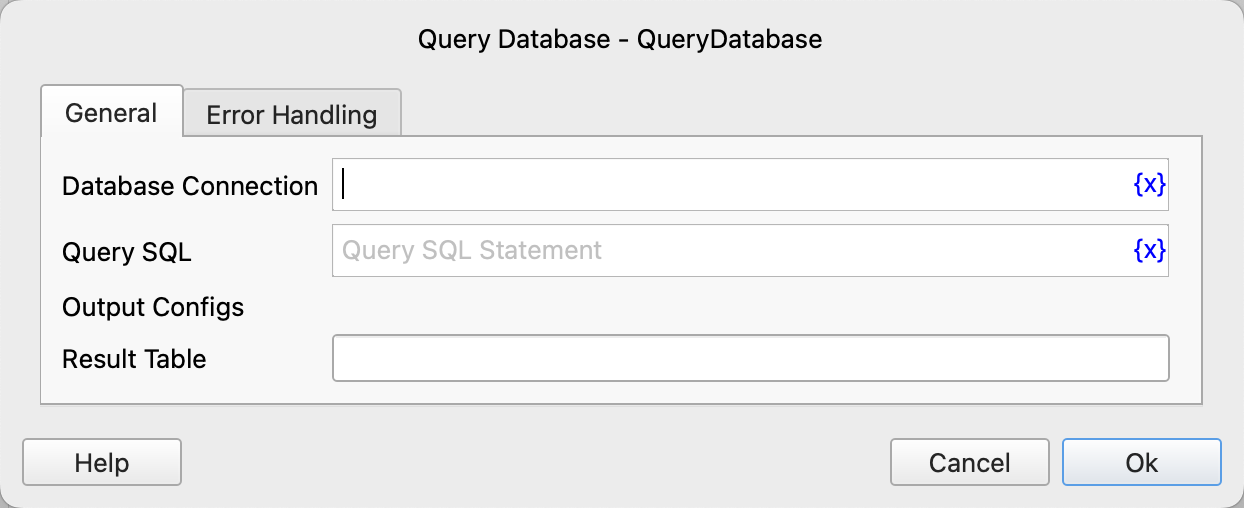 Query Database - QueryDatabase
General
Error Handling
Database Connection
{x}
Query SQL
Query SQL Statement
{x}
Output Configs
Result Table
Help
Cancel
Ok